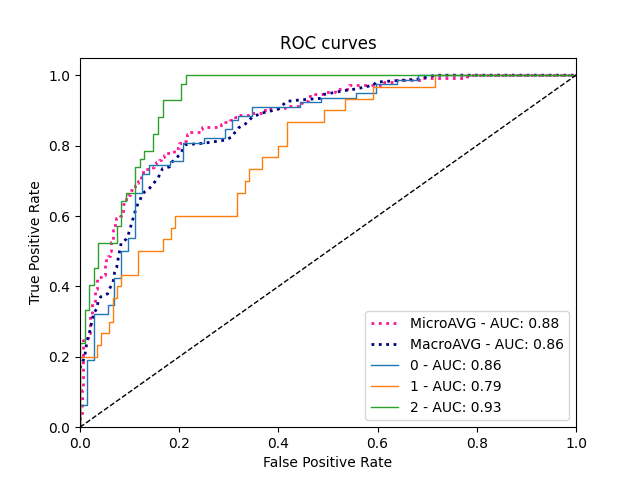 ROC curves
True Positive Rate
1.0
0.8
0.6
0.4
0.2
0.0
MicroAVG - AUC: 0.88
MacroAVG - AUC: 0.86
0 - AUC: 0.86
1 - AUC: 0.79
2 - AUC: 0.93
0.0 0.2 0.4 0.6 0.8 1.0
False Positive Rate